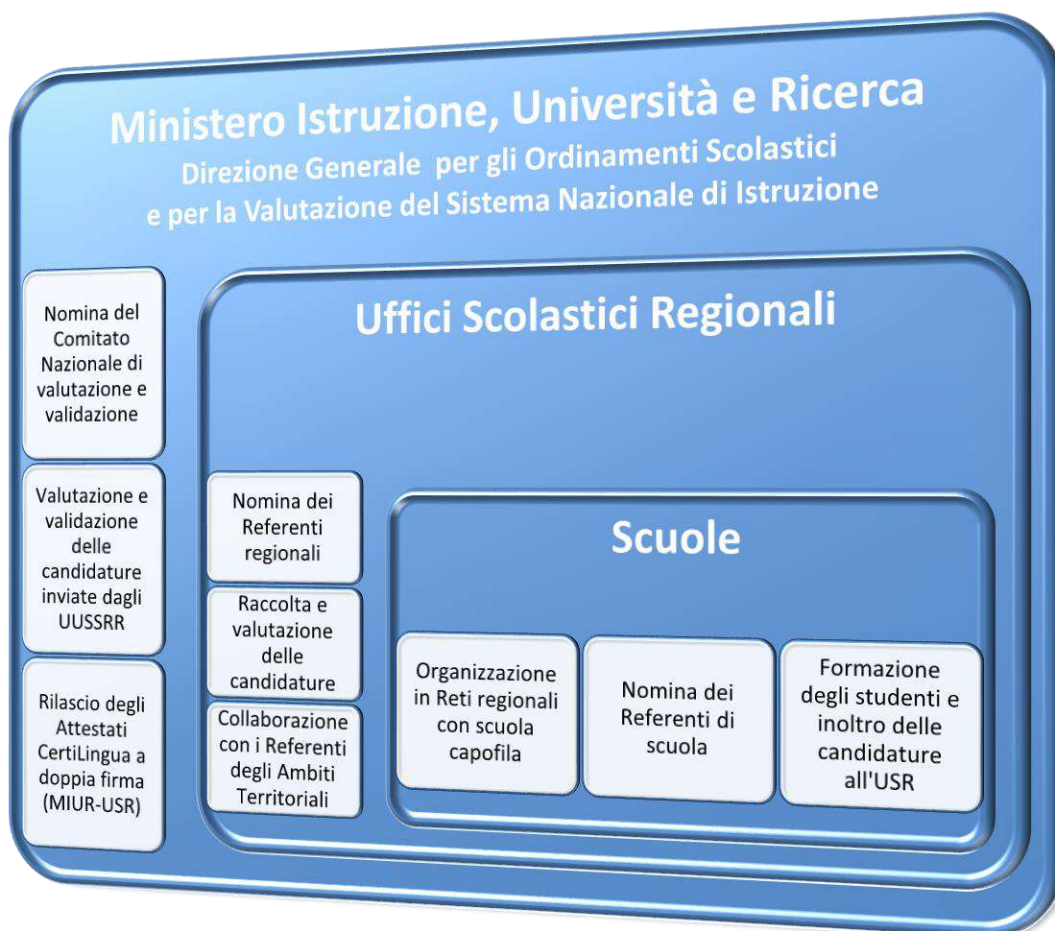 Ministero Istruzione, Università e Ricerca
Direzione Generale per gli Ordinamenti Scolastici
e per la Valutazione del Sistema Nazionale di Istruzione
Nomina del
Comitato
Nazionale di
valutazione e
validazione
Valutazione e
validazione
delle
candidature
inviate dagli
UUSSRR
Rilascio degli
Attestati
CertiLingua a
doppia firma
(MIUR-USR)
Uffici Scolastici Regionali
Nomina dei
Referenti
regionali
Raccolta e
valutazione
delle
candidature
Collaborazione
con i Referenti
degli Ambiti
Territoriali
Scuole
Organizzazione
in Reti regionali
con scuola
capofila
Nomina dei
Referenti di
scuola
Formazione
degli studenti e
inoltro delle
candidature
all'USR